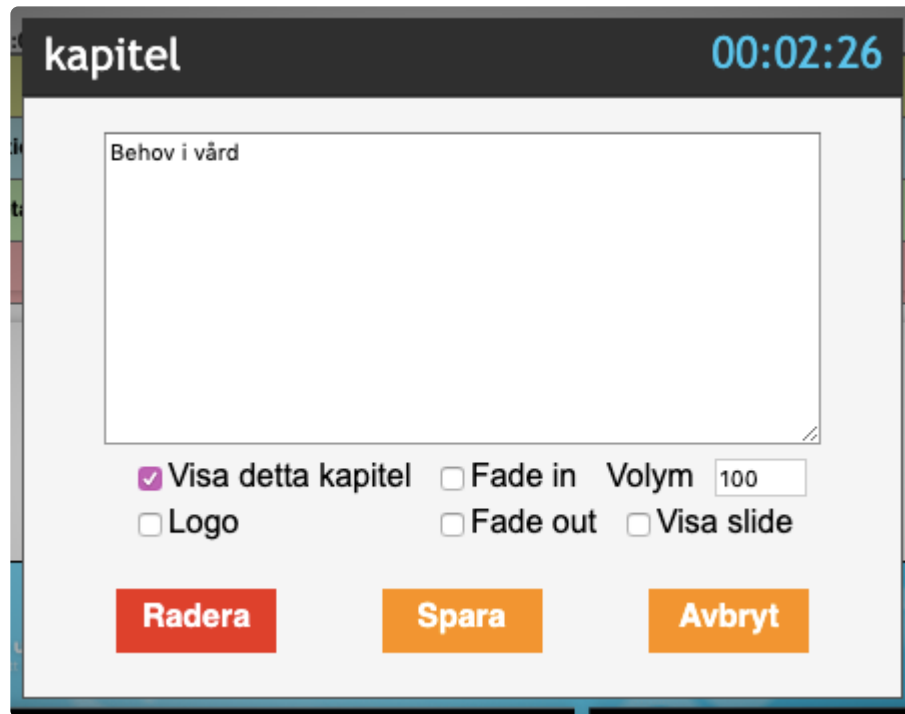 kapitel 00:02:26
Behov i vård
Visa detta kapitel Fade in Volym 100
Logo Fade out Visa slide
Radera Spara Avbryt